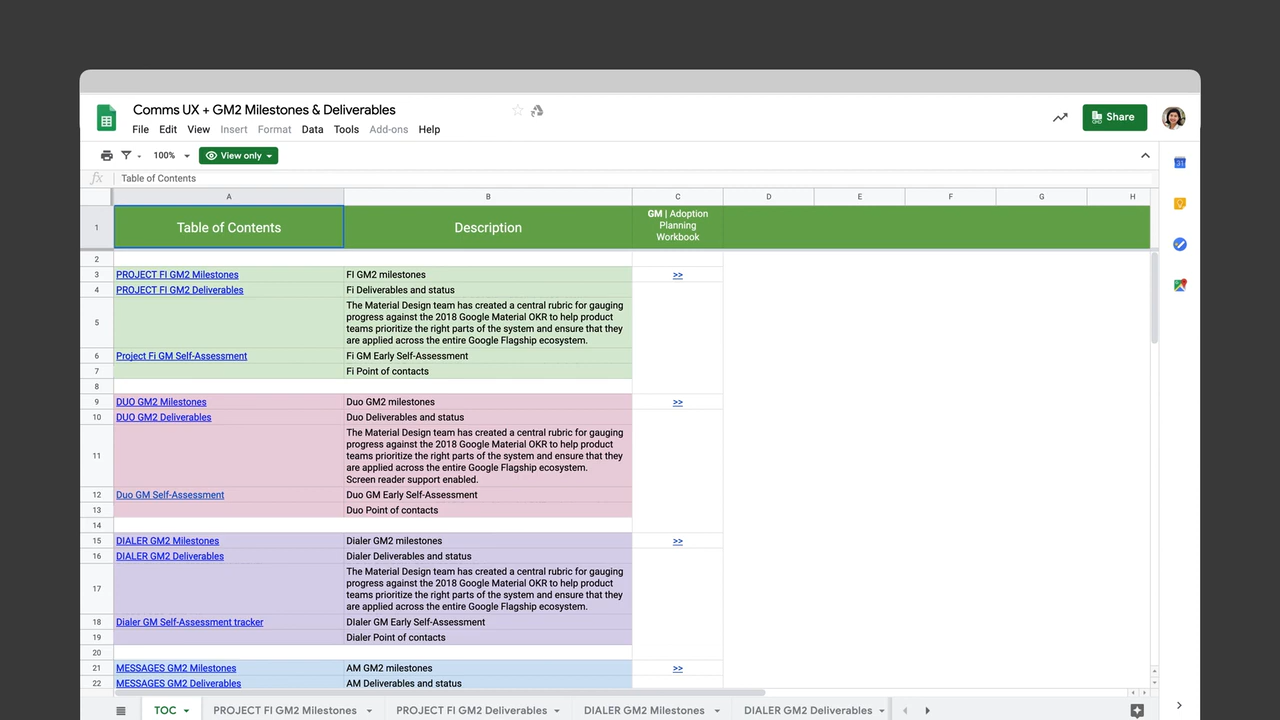 Comms UX + GM2 Milestones & Deliverables
File Edit View Insert Format Data Tools Add-ons Help
Share
100% View only
31
fx Table of Contents
A B C D E F G H
1 Table of Contents Description GM | Adoption
Planning
Workbook
2
3 PROJECT FI GM2 Milestones FI GM2 milestones >>
4 PROJECT FI GM2 Deliverables Fi Deliverables and status
5 The Material Design team has created a central rubric for gauging
progress against the 2018 Google Material OKR to help product
teams prioritize the right parts of the system and ensure that they
are applied across the entire Google Flagship ecosystem.
6 Project Fi GM Self-Assessment Fi GM Early Self-Assessment
7 Fi Point of contacts
8
9 DUO GM2 Milestones Duo GM2 milestones >>
10 DUO GM2 Deliverables Duo Deliverables and status
11 The Material Design team has created a central rubric for gauging
progress against the 2018 Google Material OKR to help product
teams prioritize the right parts of the system and ensure that they
are applied across the entire Google Flagship ecosystem.
Screen reader support enabled.
12 Duo GM Self-Assessment Duo GM Early Self-Assessment
13 Duo Point of contacts
14
15 DIALER GM2 Milestones Dialer GM2 milestones >>
16 DIALER GM2 Deliverables Dialer Deliverables and status
17 The Material Design team has created a central rubric for gauging
progress against the 2018 Google Material OKR to help product
teams prioritize the right parts of the system and ensure that they
are applied across the entire Google Flagship ecosystem.
18 Dialer GM Self-Assessment tracker DIaler GM Early Self-Assessment
19 Dialer Point of contacts
20
21 MESSAGES GM2 Milestones AM GM2 milestones >>
22 MESSAGES GM2 Deliverables AM Deliverables and status
TOC PROJECT FI GM2 Milestones PROJECT FI GM2 Deliverables DIALER GM2 Milestones DIALER GM2 Deliverables